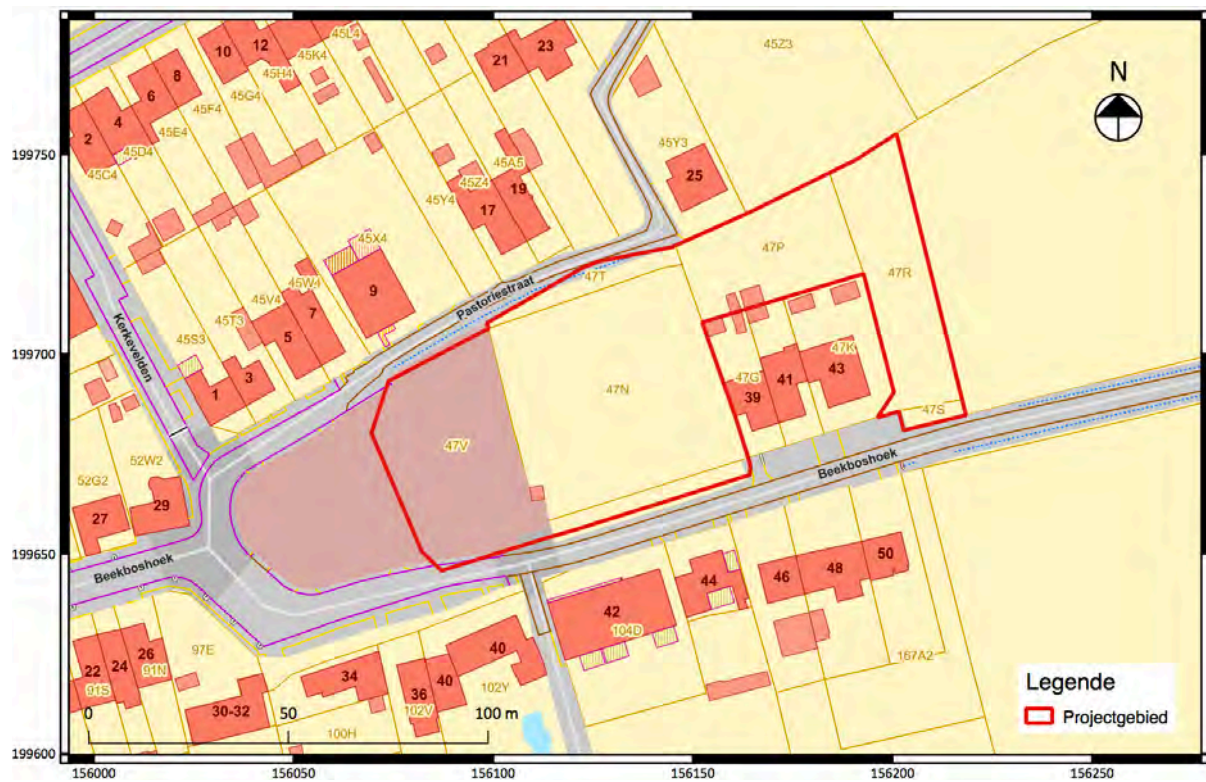 10
12
45L4
45K4
45H4
8
6
4
2
45G4
45F4
45E4
45D4
45C4
21
23
45Z3
N
199750
45A5
45Z4
45Y4
19
17
45Y3
25
45X4
45W4
45V4
45T3
45S3
9
7
5
3
1
Kerkevelden
Pastoriestraat
47T
47P
47R
199700
47V
47N
47G
47K
39
41
43
47S
52G2
52W2
27
29
Beekboshoek
Beekboshoek
199650
22
24
26
91S
91N
97E
30-32
34
36
40
40
102V
102Y
100H
42
104D
44
46
48
50
167A2
0
50
100 m
Legende
Projectgebied
199600
156000
156050
156100
156150
156200
156250